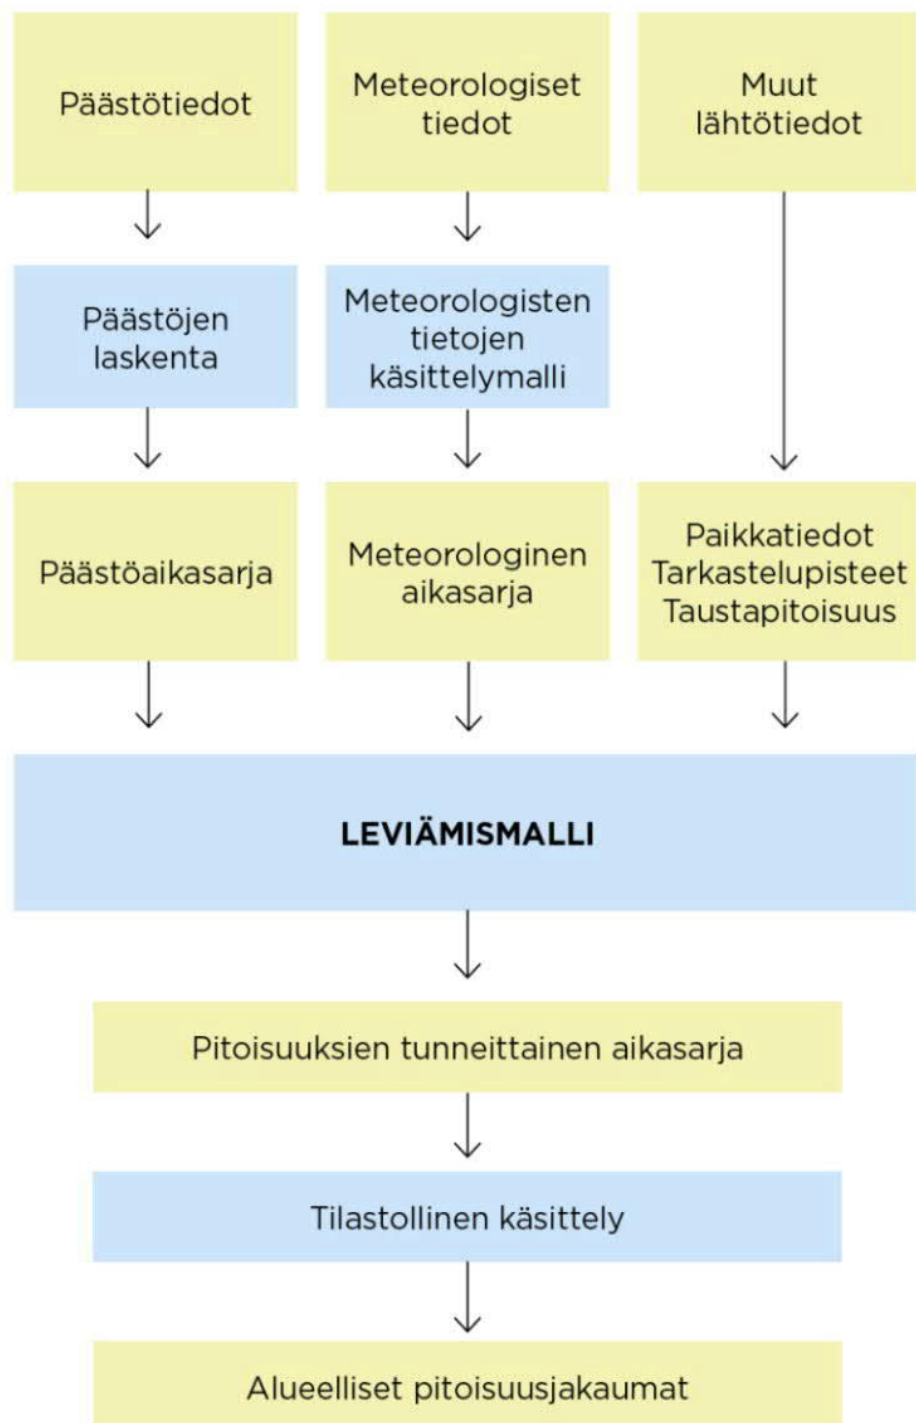 Päästötiedot
Meteorologiset
tiedot
Muut
lähtötiedot
Päästöjen
laskenta
Meteorologisten
tietojen
käsittelymalli
Päästöaikasarja
Meteorologinen
aikasarja
Paikkatiedot
Tarkastelupisteet
Taustapitoisuus
LEVIÄMISMALLI
Pitoisuuksien tunneittainen aikasarja
Tilastollinen käsittely
Alueelliset pitoisuusjakaumat